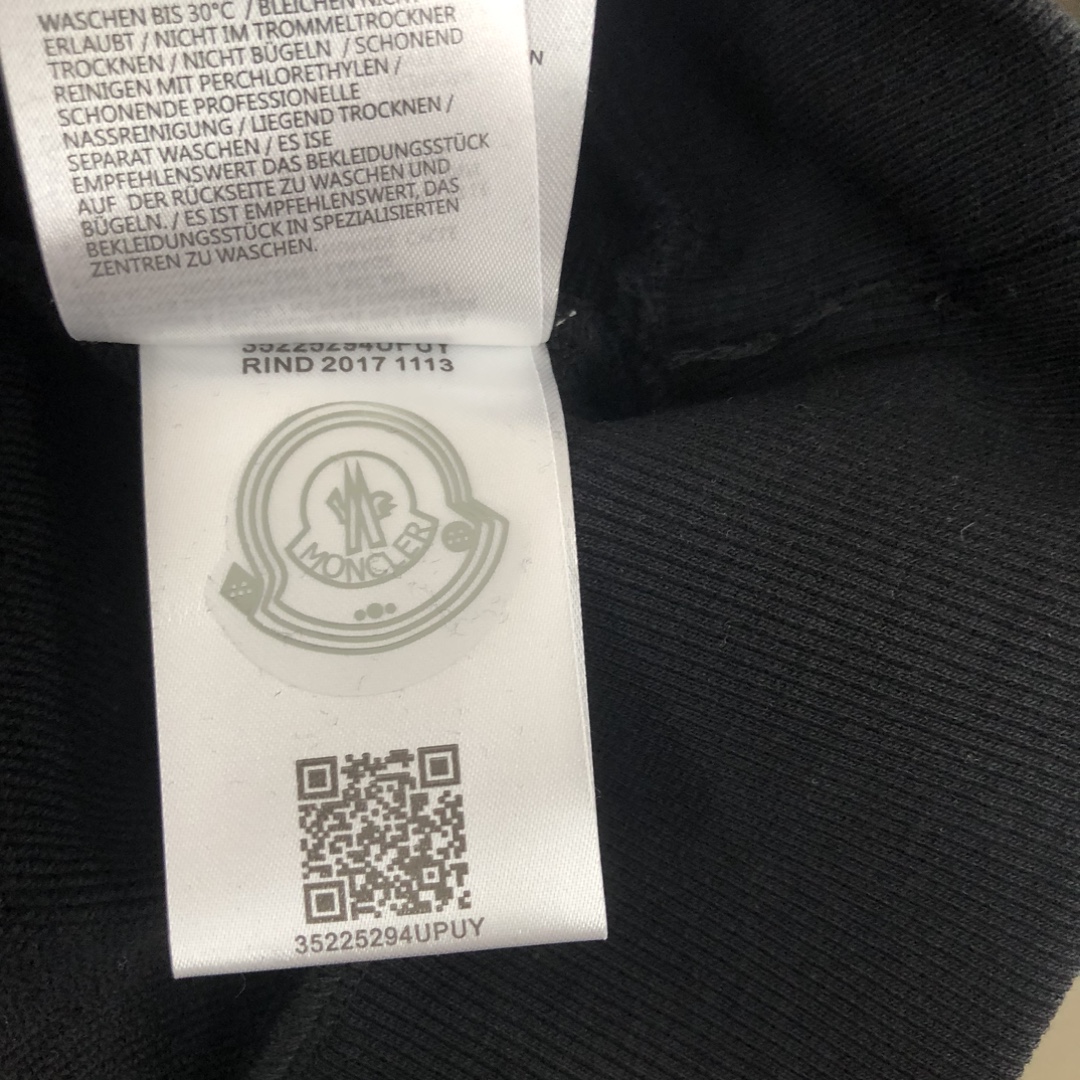 WASCHEN BIS 30°C / BLEICHEN NICHT
ERLAUBT / NICHT IM TROMMELTROCKNER
TROCKNEN / NICHT BÜGELN / SCHONEND
REINIGEN MIT PERCHLORETHYLEN /
SCHONENDE PROFESSIONELLE
NASSREINIGUNG / LIEGEND TROCKNEN /
SEPARAT WASCHEN / ES ISE
EMPFEHLENSWERT DAS BEKLEIDUNGSSTÜCK
AUF DER RÜCKSEITE ZU WASCHEN UND
BÜGELN. / ES IST EMPFEHLENSWERT, DAS
BEKLEIDUNGSSTÜCK IN SPEZIALISIERTEN
ZENTREN ZU WASCHEN.
N
35225294UPUY
RIND 2017 1113
MONCLER
35225294UPUY